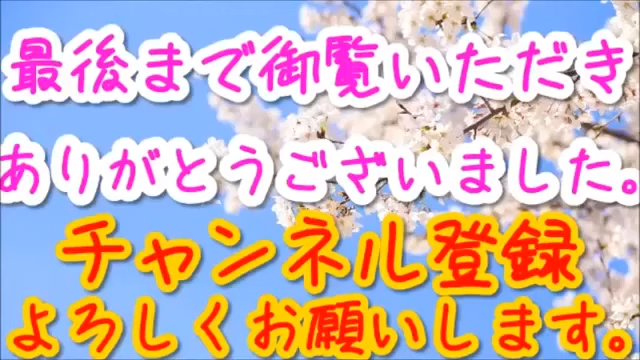 最後まで御覧いただき
ありがとうございました。
チャンネル登録
よろしくお願いします。